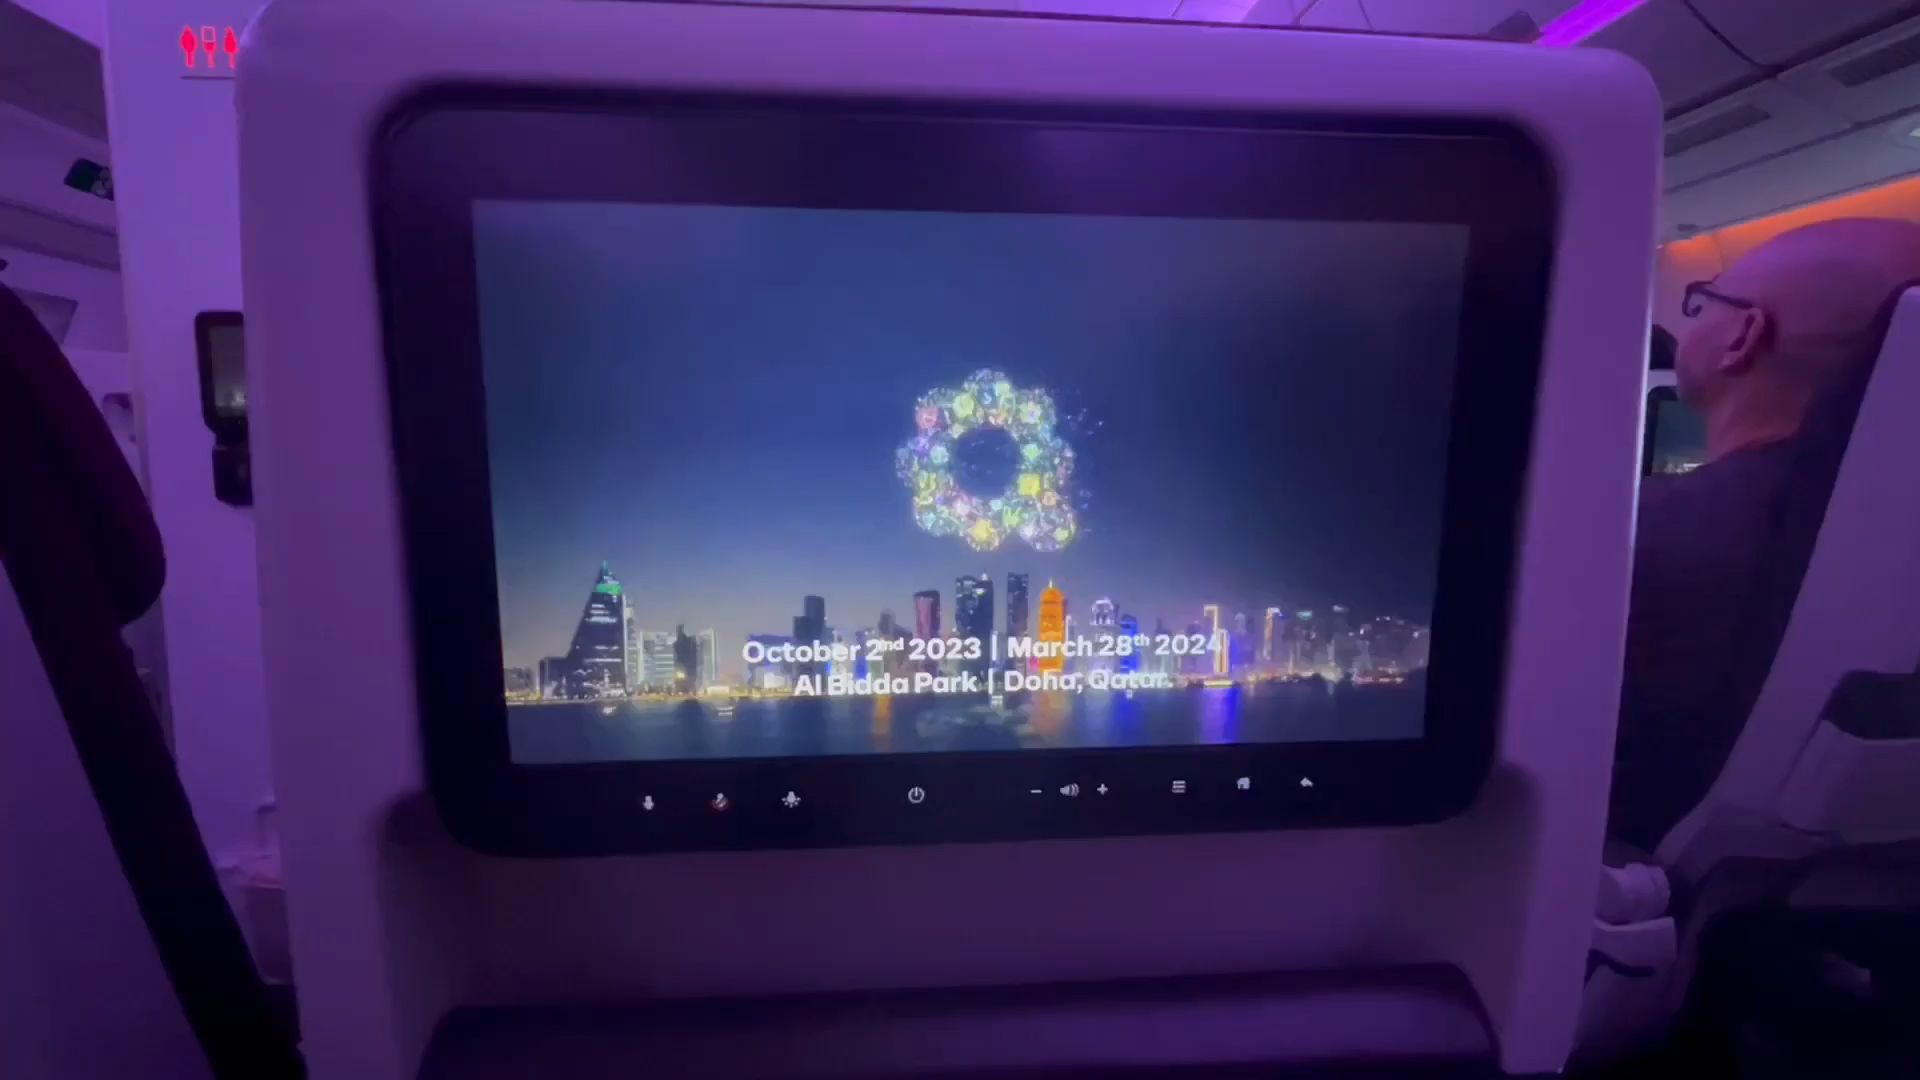 October 2nd 2023 | March 28th 2024
Al Bidda Park | Doha, Qatar.